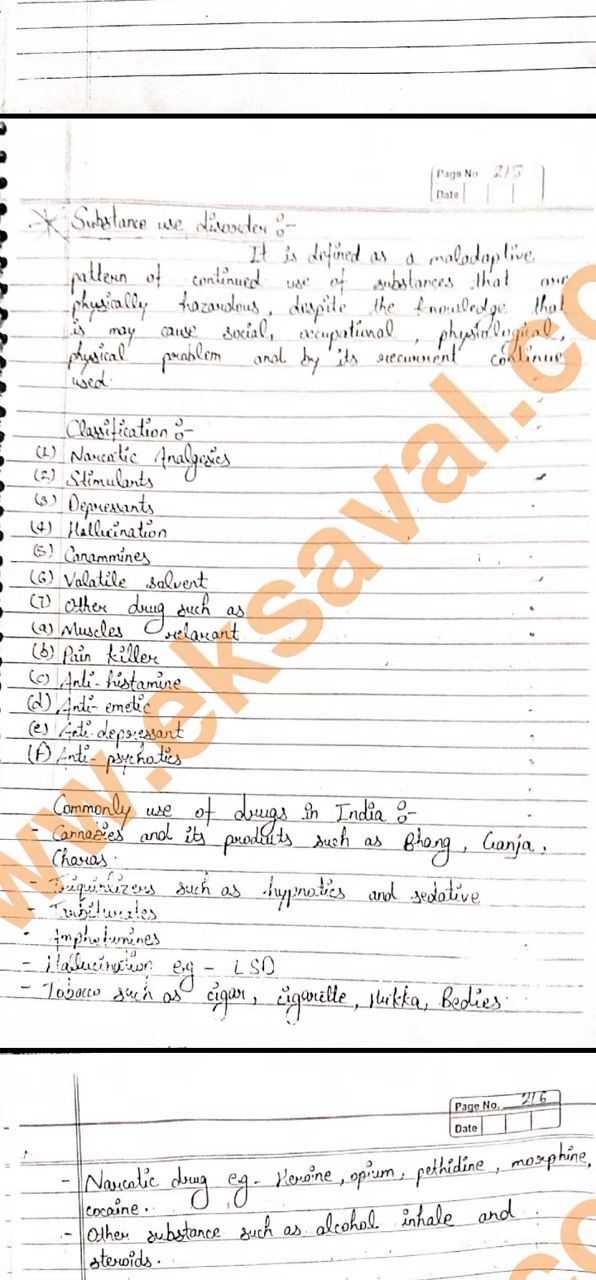 Page No 215
Date
Substance use disorder :-
It is defined as a maladaptive
pattern of continued use of substances that are
physically hazardous, despite the knowledge that
is may cause social, occupational, physiological,
physical problem and by its recurrent continue
used.
Classification :-
(1) Narcotic Analgesics
(2) Stimulants
(3) Depressants
(4) Hallucination
(5) Canammines
(6) Volatile solvent
(7) Other drug such as
(a) Muscles relaxant
(b) Pain killer
(c) Anti-histamine
(d) Anti-emetic
(e) Anti-depressant
(f) Anti-psychotics
Commonly use of drugs in India :-
- and its products such as Bhang, Ganja,
Charas.
- such as hypnotics and sedative
-
-
- Hallucination e.g - LSD
- Tobacco such as cigar, cigarette, Hukka, Bedies.
www.eksaval.co
Page No. 216
Date
- Narcotic drug e.g - Heroine, opium, pethidine, morphine,
cocaine.
- Other substance such as alcohol inhale and
steroids.